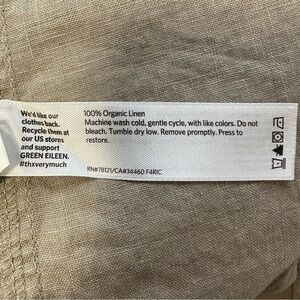 We'd like our
clothes back.
Recycle them at
our US stores
and support
GREEN EILEEN.
#thxverymuch
100% Organic Linen
Machine wash cold, gentle cycle, with like colors. Do not
bleach. Tumble dry low. Remove promptly. Press to
restore.
RN#78121/CA#34460 F4RIC